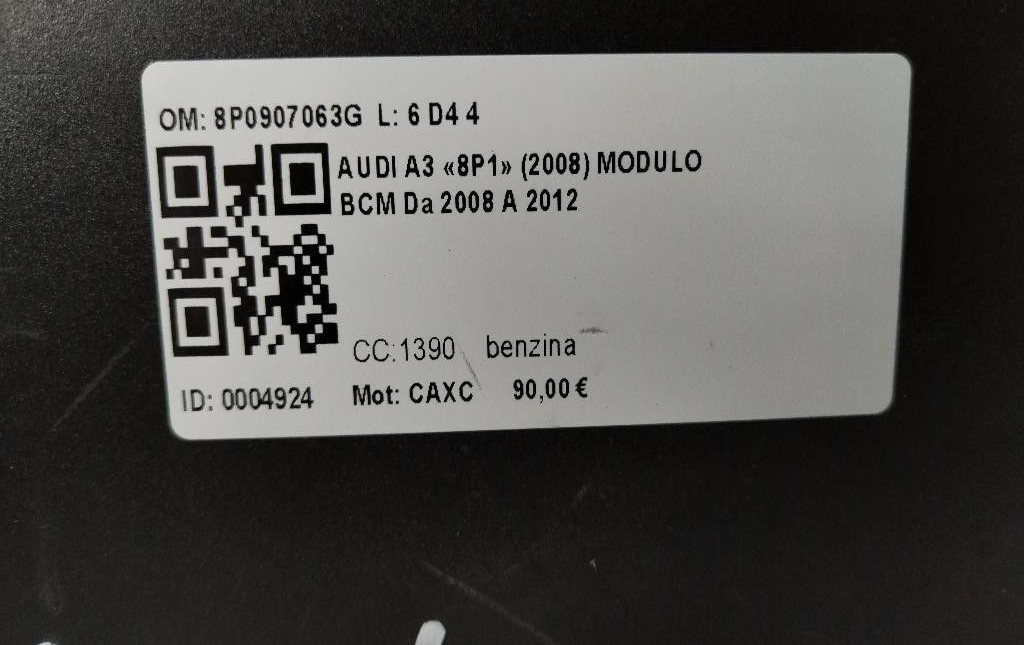 OM: 8P0907063G L: 6 D4 4
AUDI A3 «8P1» (2008) MODULO
BCM Da 2008 A 2012
CC:1390 benzina
ID: 0004924 Mot: CAXC 90,00 €